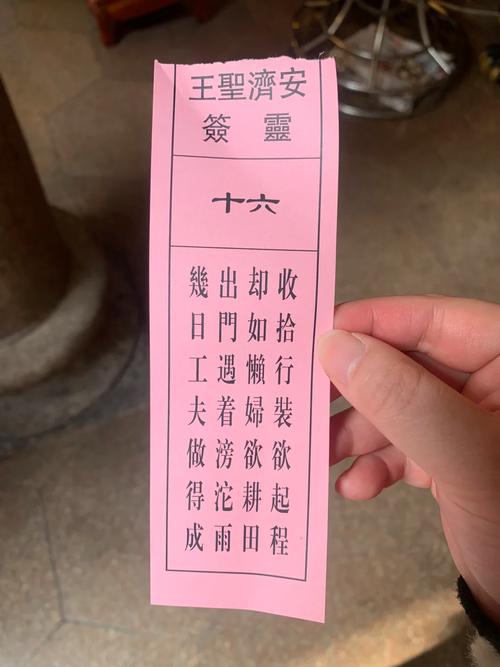 安濟聖王
靈簽
十六
收拾行裝欲起程
却如懶婦欲耕田
出門遇着滂沱雨
幾日工夫做得成